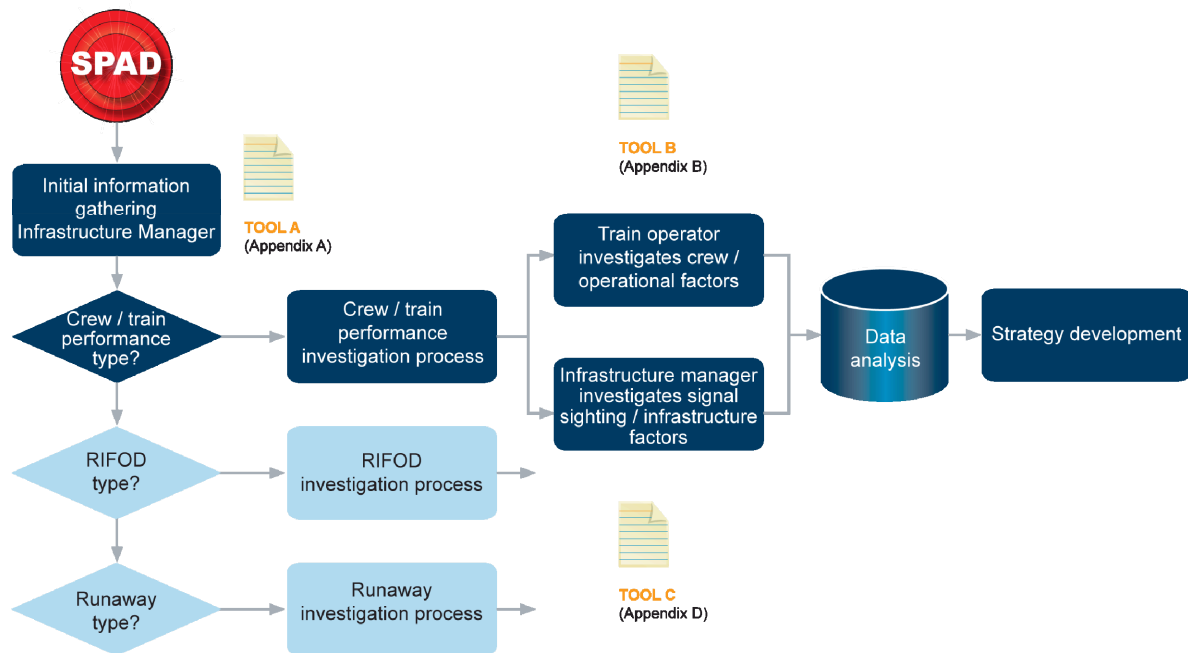 SPAD
TOOL B
(Appendix B)
Initial information
gathering
Infrastructure Manager
TOOL A
(Appendix A)
Train operator
investigates crew /
operational factors
Crew / train
performance
type?
Crew / train
performance
investigation process
Data
analysis
Strategy development
Infrastructure manager
investigates signal
sighting / infrastructure
factors
RIFOD
type?
RIFOD
investigation process
TOOL C
(Appendix D)
Runaway
type?
Runaway
investigation process